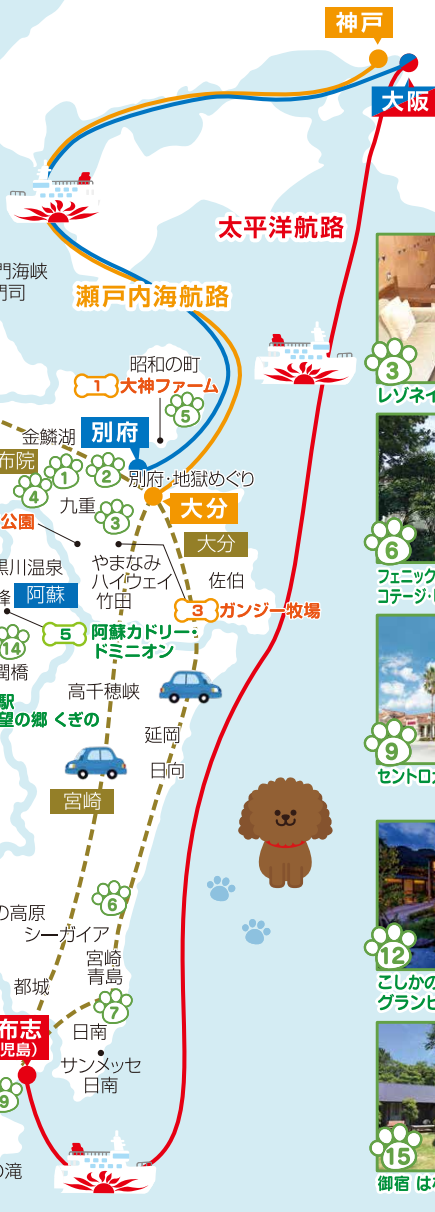 神戸
大阪
太平洋航路
門海峡
門司
瀬戸内海航路
3
レゾネイ
昭和の町
1 大神ファーム
5
金鱗湖
別府
布院
1
2
4
別府・地獄めぐり
九重
3
大分
公園
大分
6
フェニック
コテージ・
黒川温泉
やまなみ
ハイウェイ
竹田
佐伯
峰
阿蘇
3 ガンジー牧場
14
5 阿蘇カドリー・
ドミニオン
潤橋
駅
望の郷 くぎの
高千穂峡
9
セントロ
延岡
日向
宮崎
6
の高原
シーガイア
宮崎
青島
12
こしかの
グランピ
都城
7
布志
児島)
日南
サンメッセ
日南
9
15
の滝
御宿 は